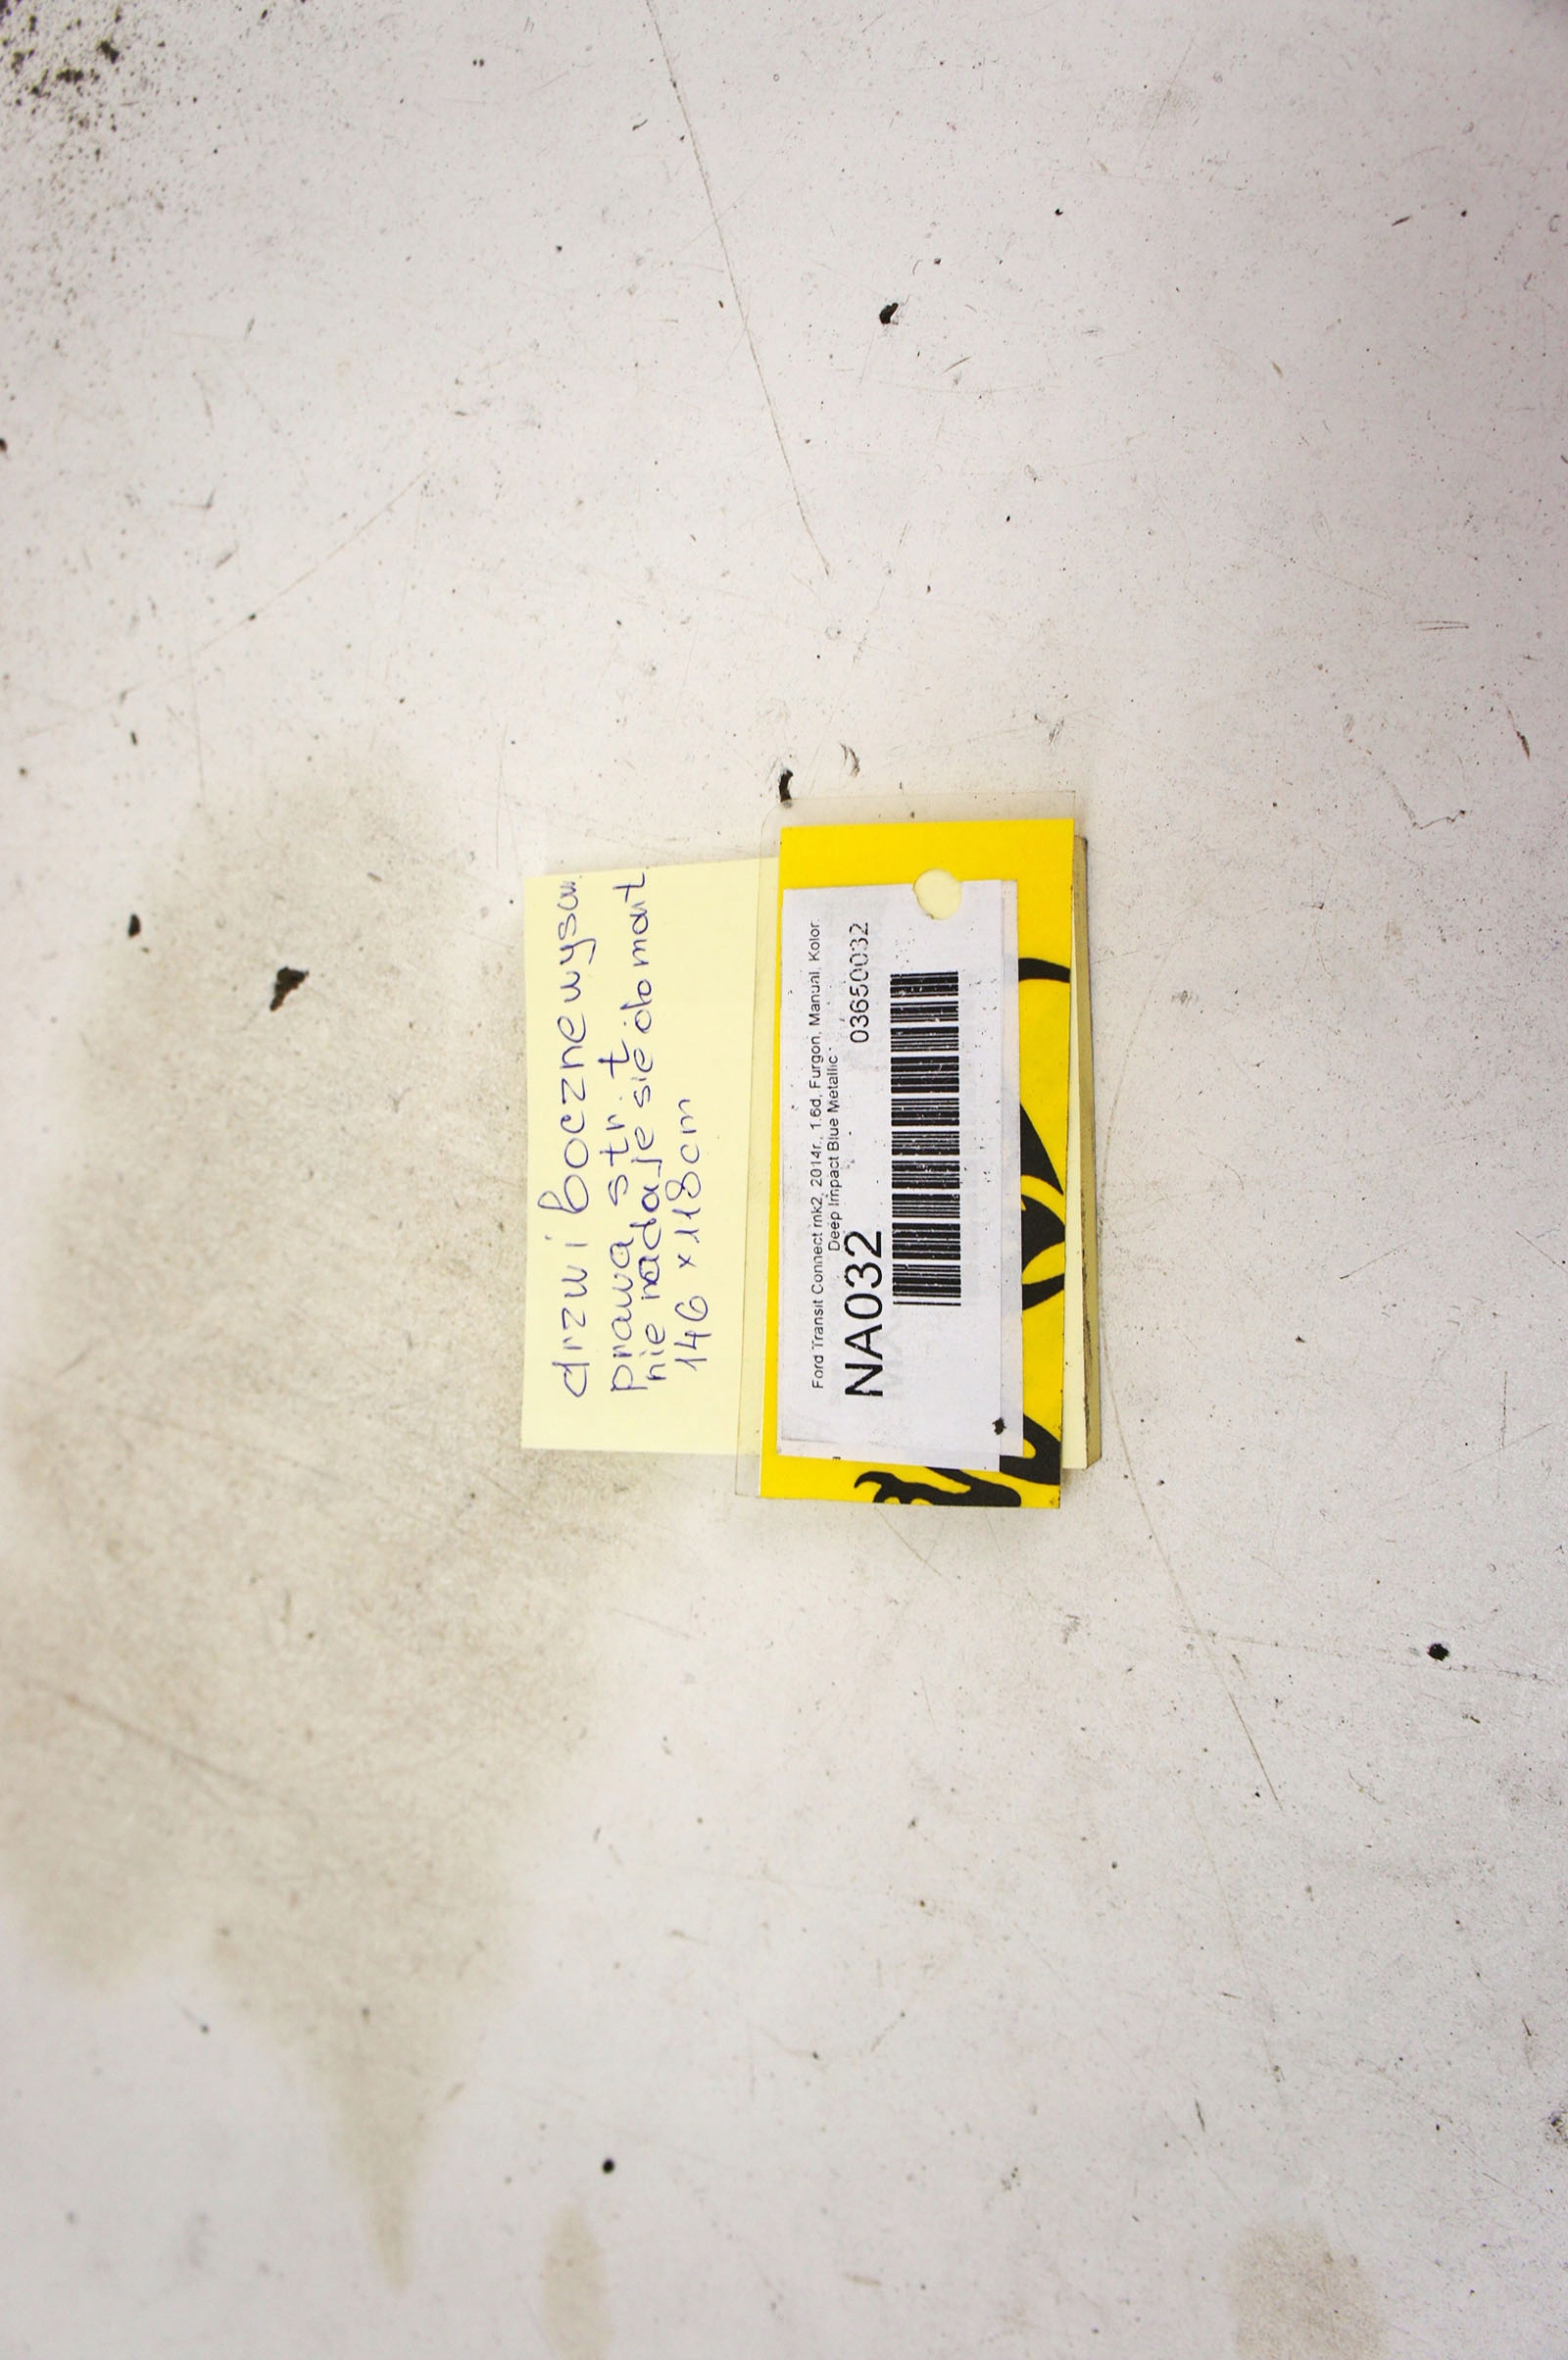 drzwi boczne wysuw.
prawa str. t
nie nadaje się do mont
146 x 118cm
Ford Transit Connect mk2, 2014r., 1.6d, Furgon, Manual, Kolor:
Deep Impact Blue Metallic
NA032 03650032